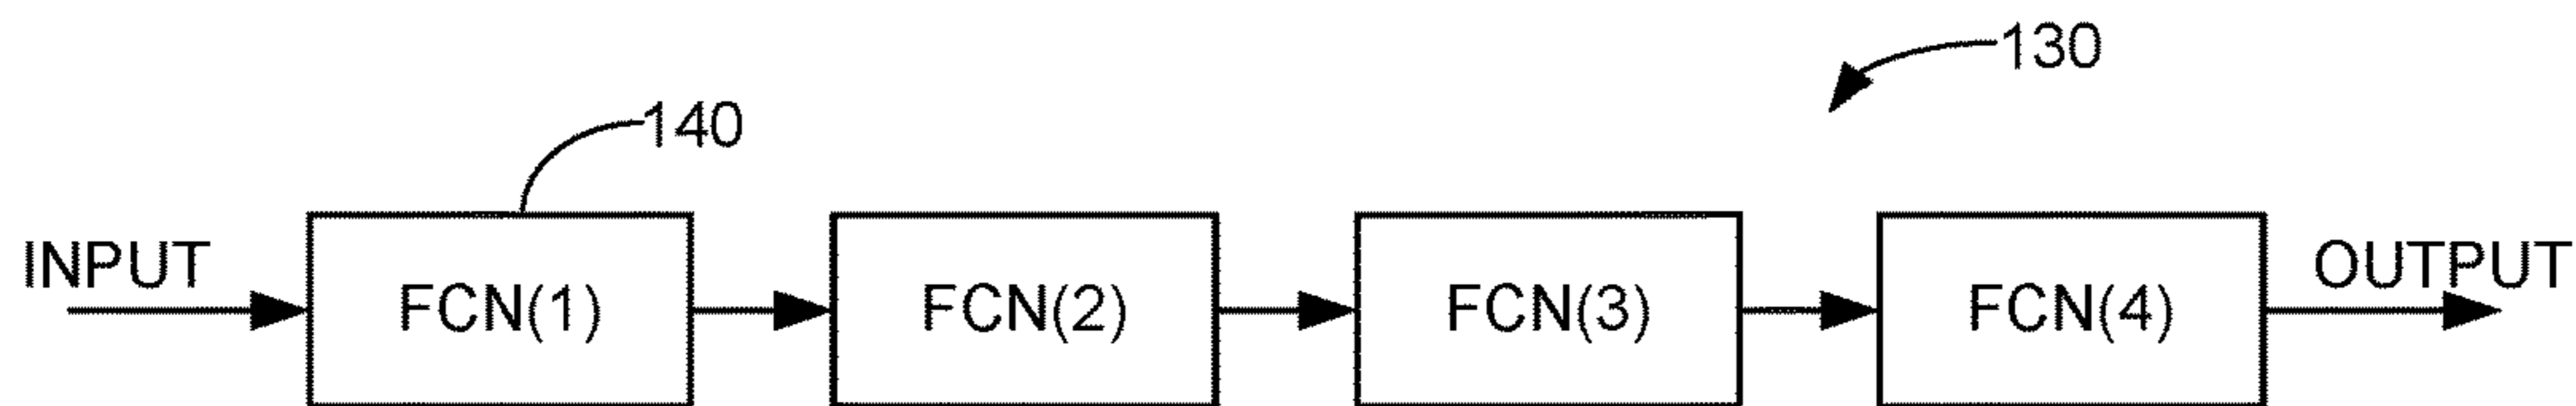 130
140
INPUT
OUTPUT
FCN(1)
FCN(2)
FCN(3)
FCN(4)